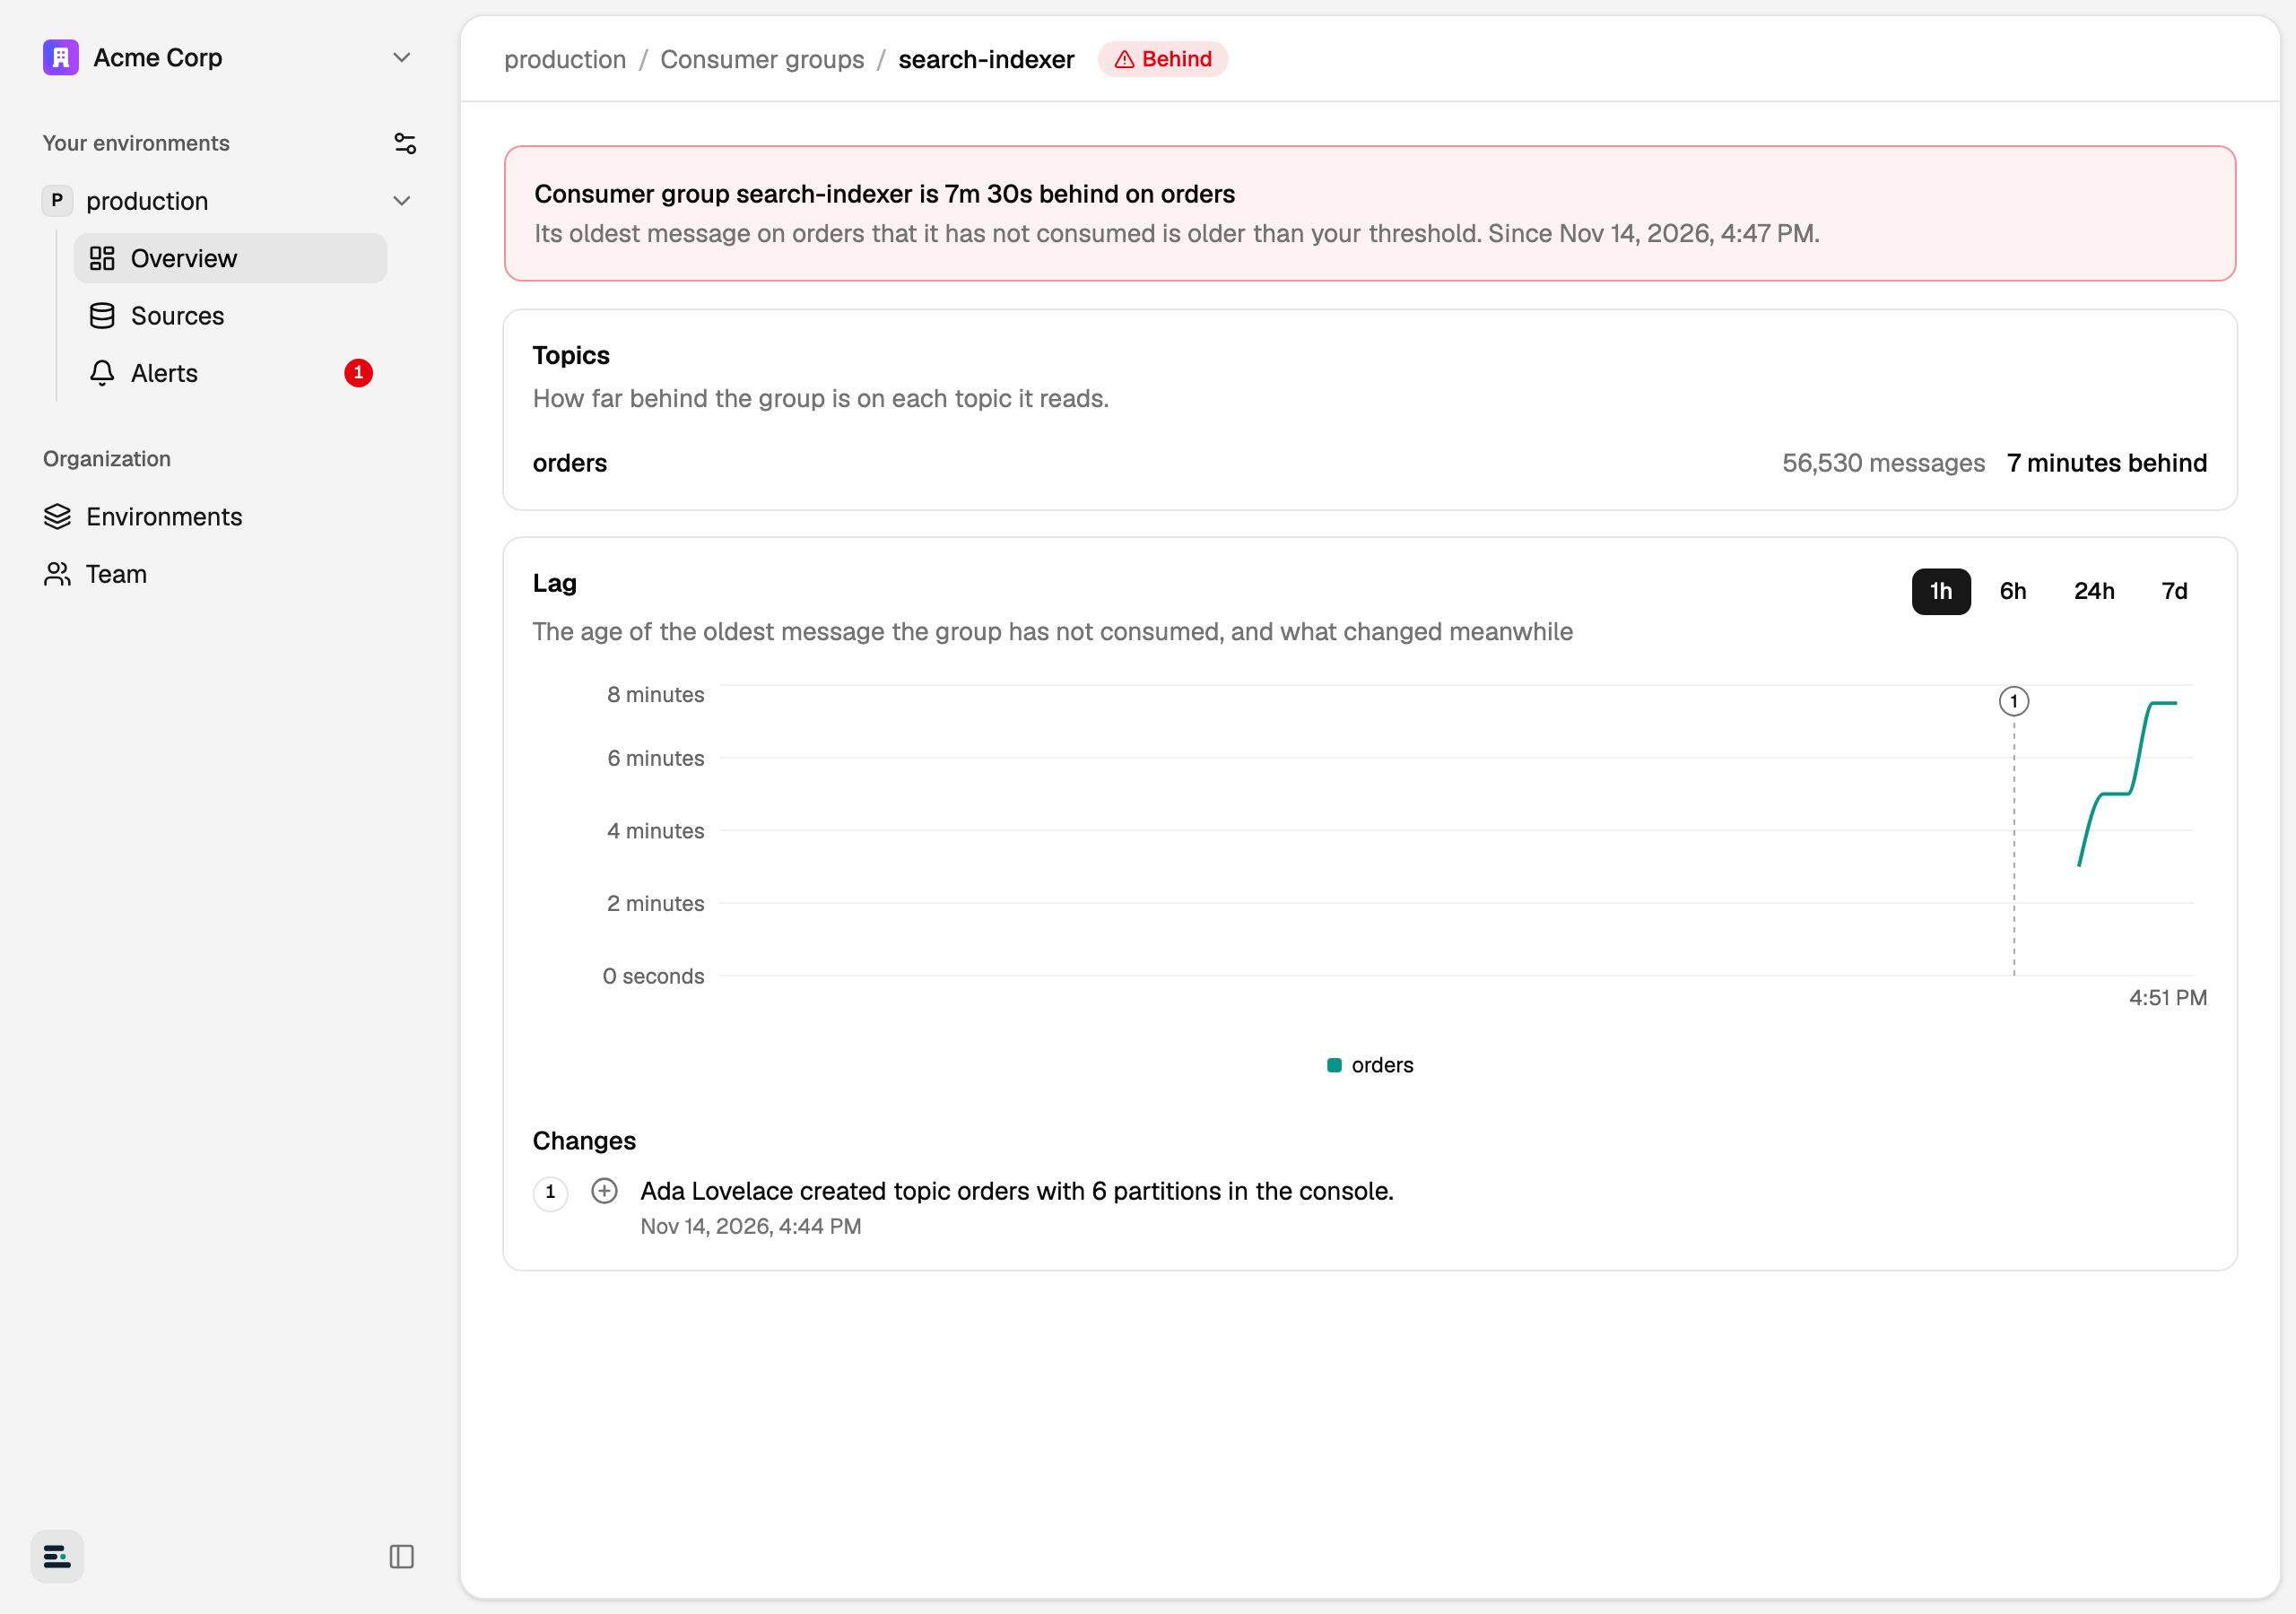 Acme Corp
Your environments
P production
Overview
Sources
Alerts 1
Organization
Environments
Team
production / Consumer groups / search-indexer Behind
Consumer group search-indexer is 7m 30s behind on orders
Its oldest message on orders that it has not consumed is older than your threshold. Since Nov 14, 2026, 4:47 PM.
Topics
How far behind the group is on each topic it reads.
orders 56,530 messages 7 minutes behind
Lag
1h 6h 24h 7d
The age of the oldest message the group has not consumed, and what changed meanwhile
8 minutes
1
6 minutes
4 minutes
2 minutes
0 seconds
4:51 PM
orders
Changes
1 Ada Lovelace created topic orders with 6 partitions in the console.
Nov 14, 2026, 4:44 PM